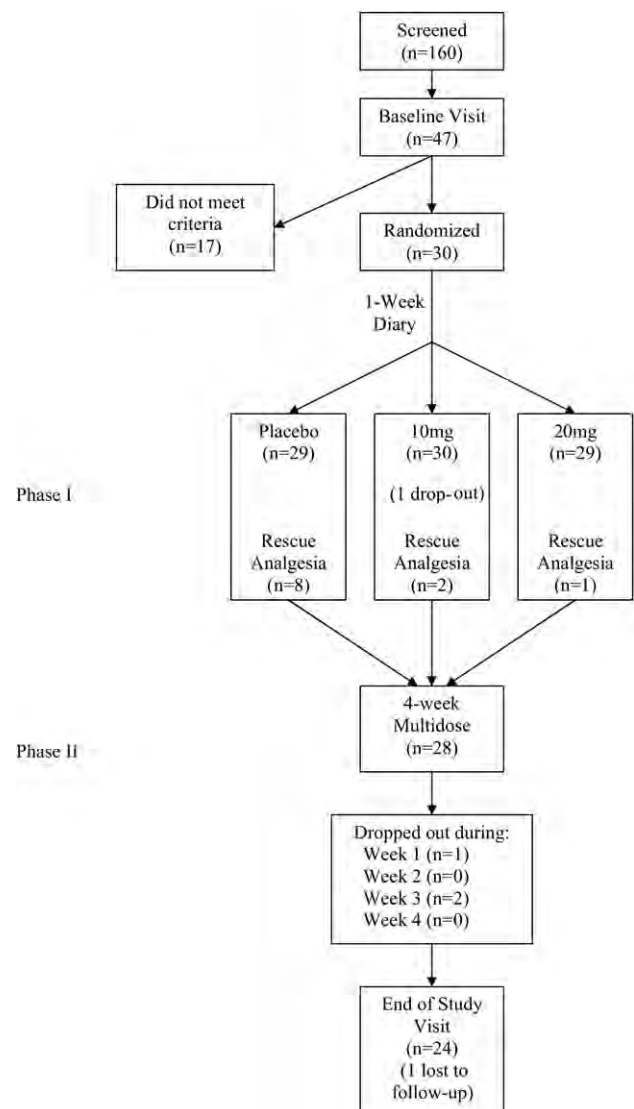 Screened
(n=160)
Baseline Visit
(n=47)
Did not meet
criteria
(n=17)
Randomized
(n=30)
1-Week
Diary
Phase I
Placebo
(n=29)
Rescue
Analgesia
(n=8)
10mg
(n=30)
(1 drop-out)
Rescue
Analgesia
(n=2)
20mg
(n=29)
Rescue
Analgesia
(n=1)
Phase II
4-week
Multidose
(n=28)
Dropped out during:
Week 1 (n=1)
Week 2 (n=0)
Week 3 (n=2)
Week 4 (n=0)
End of Study
Visit
(n=24)
(1 lost to
follow-up)